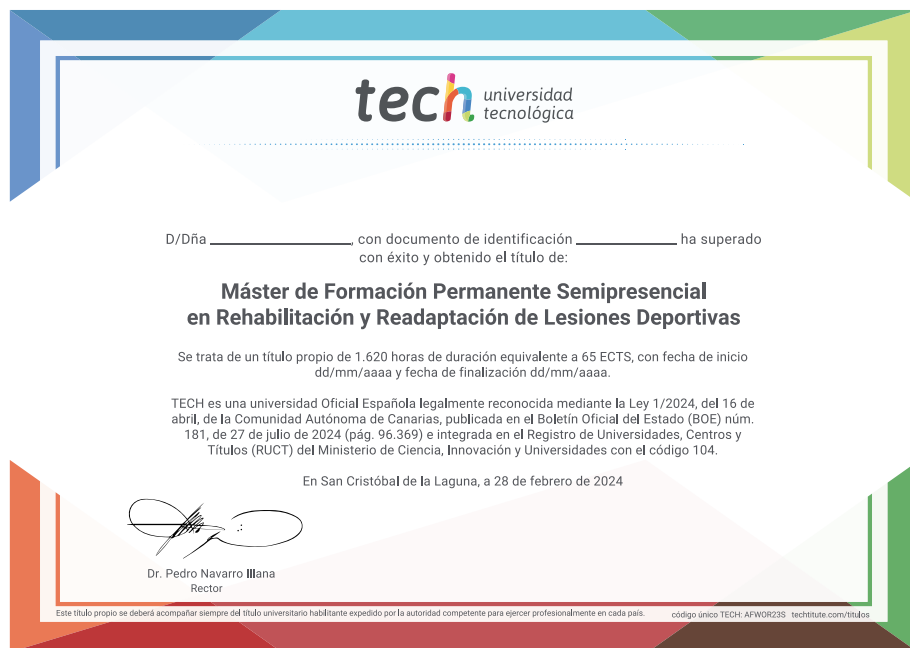 tech universidad
tecnológica
D/Dña ____________, con documento de identificación ____________ ha superado
con éxito y obtenido el título de:
Máster de Formación Permanente Semipresencial
en Rehabilitación y Readaptación de Lesiones Deportivas
Se trata de un título propio de 1.620 horas de duración equivalente a 65 ECTS, con fecha de inicio
dd/mm/aaaa y fecha de finalización dd/mm/aaaa.
TECH es una universidad Oficial Española legalmente reconocida mediante la Ley 1/2024, del 16 de
abril, de la Comunidad Autónoma de Canarias, publicada en el Boletín Oficial del Estado (BOE) núm.
181, de 27 de julio de 2024 (pág. 96.369) e integrada en el Registro de Universidades, Centros y
Títulos (RUCT) del Ministerio de Ciencia, Innovación y Universidades con el código 104.
En San Cristóbal de la Laguna, a 28 de febrero de 2024
Dr. Pedro Navarro Illana
Rector
Este título propio se deberá acompañar siempre del título universitario habilitante expedido por la autoridad competente para ejercer profesionalmente en cada país. código único TECH: AFWOR23S techtitute.com/titulos